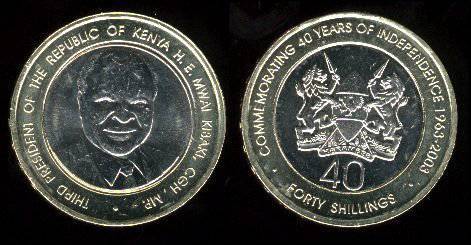 THIRD PRESIDENT OF THE REPUBLIC OF KENYA H. E. MWAI KIBAKI, CGH, MP.
COMMEMORATING 40 YEARS OF INDEPENDENCE 1963-2003
40
FORTY SHILLINGS